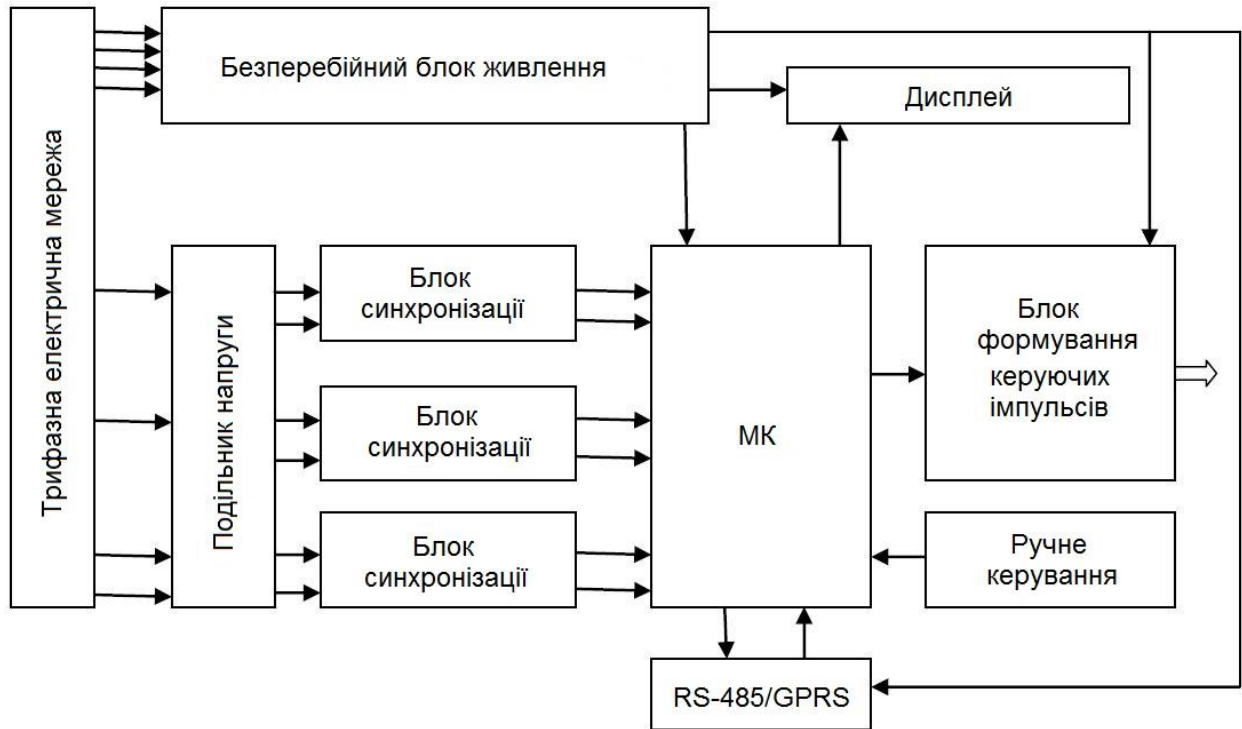 Трифазна електрична мережа
Безперебійний блок живлення
Дисплей
Подільник напруги
Блок
синхронізації
Блок
синхронізації
Блок
синхронізації
МК
Блок
формування
керуючих
імпульсів
Ручне
керування
RS-485/GPRS